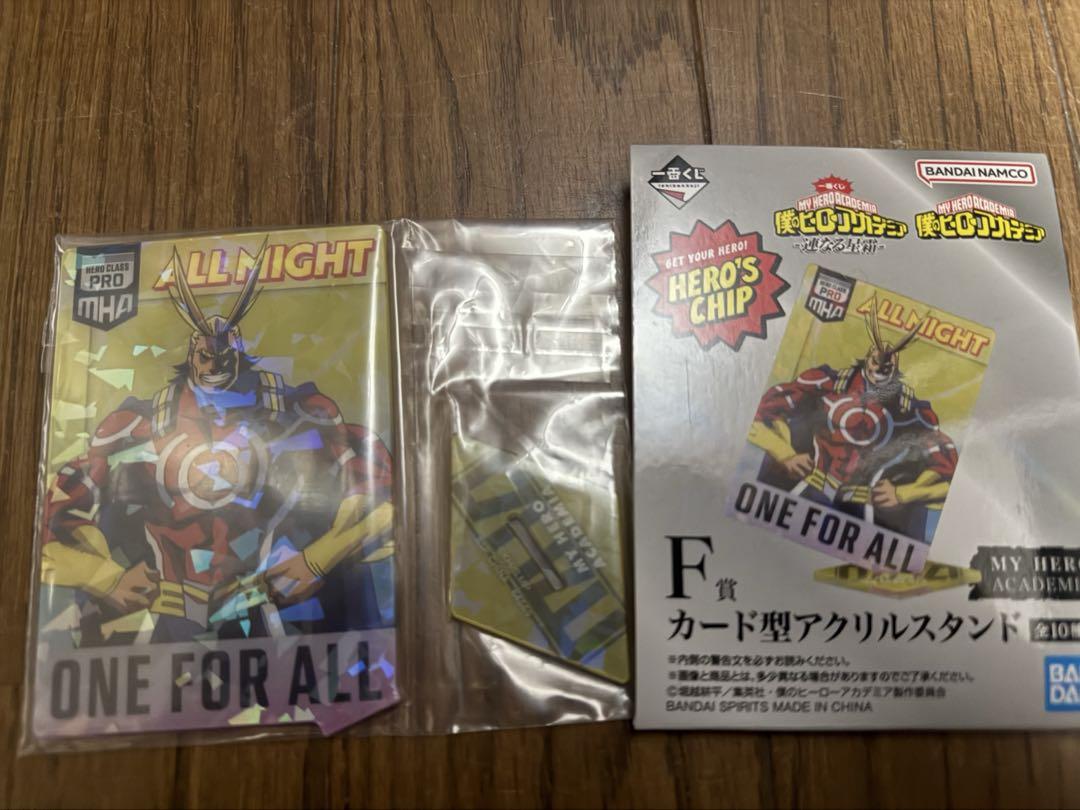 HERO CLASS
PRO
MHA
ALL MIGHT
ONE FOR ALL
MY HERO
ACADEMIA
一番くじ
ichibankuji
一番くじ
MY HERO ACADEMIA
僕のヒーローアカデミア
-連なる星霜-
BANDAI NAMCO
MY HERO ACADEMIA
僕のヒーローアカデミア
GET YOUR HERO!
HERO'S
CHIP
HERO CLASS
PRO
MHA
ALL MIGHT
ONE FOR ALL
F賞
MY HERO
ACADEMI
カード型アクリルスタンド
全10種
※内側の警告文を必ずお読みください。
※画像と商品とは、多少異なる場合がありますのでご了承ください。
©堀越耕平/集英社・僕のヒーローアカデミア製作委員会
BANDAI SPIRITS MADE IN CHINA
BA
DA